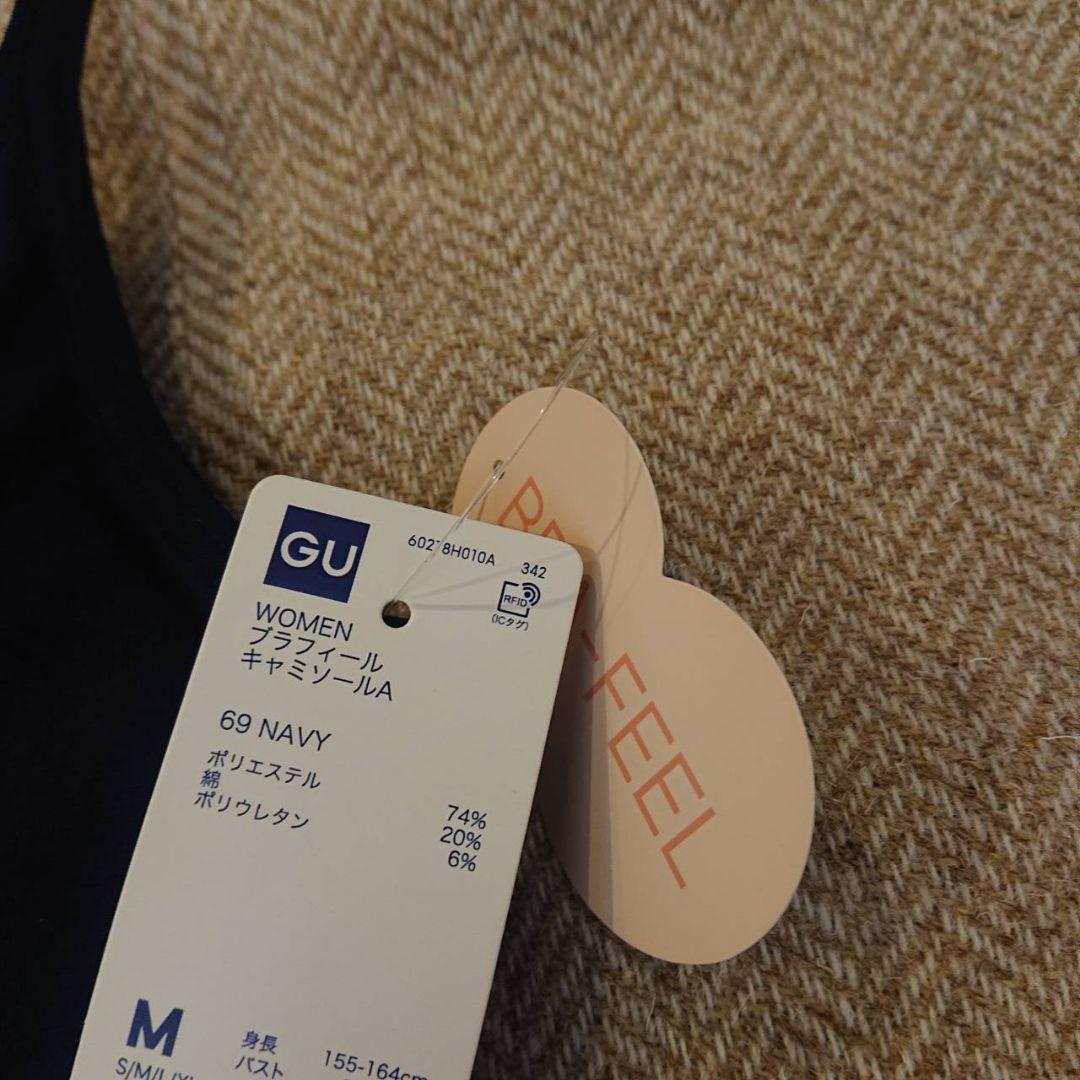 GU
60278H010A 342
RFID
(ICタグ)
WOMEN
ブラフィール
キャミソールA
69 NAVY
ポリエステル 74%
綿 20%
ポリウレタン 6%
M
S/M/L/XL
身長 155-164cm
バスト
-FEEL